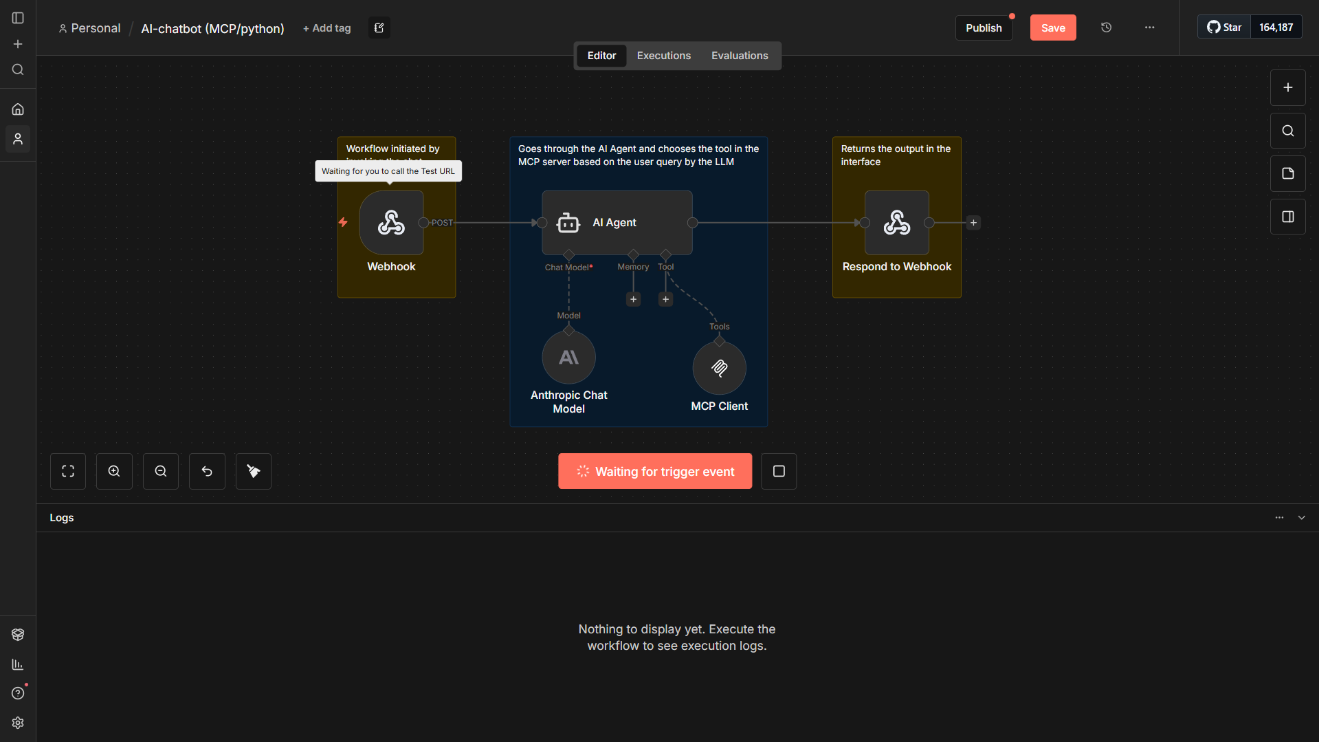 Personal / AI-chatbot (MCP/python) + Add tag
Publish
Save
Star 164,187
Editor Executions Evaluations
Workflow initiated by
Waiting for you to call the Test URL
POST
Webhook
Goes through the AI Agent and chooses the tool in the
MCP server based on the user query by the LLM
AI Agent
Chat Model*
Memory
Tool
Model
Tools
Anthropic Chat
Model
MCP Client
Returns the output in the
interface
Respond to Webhook
Waiting for trigger event
Logs
Nothing to display yet. Execute the
workflow to see execution logs.